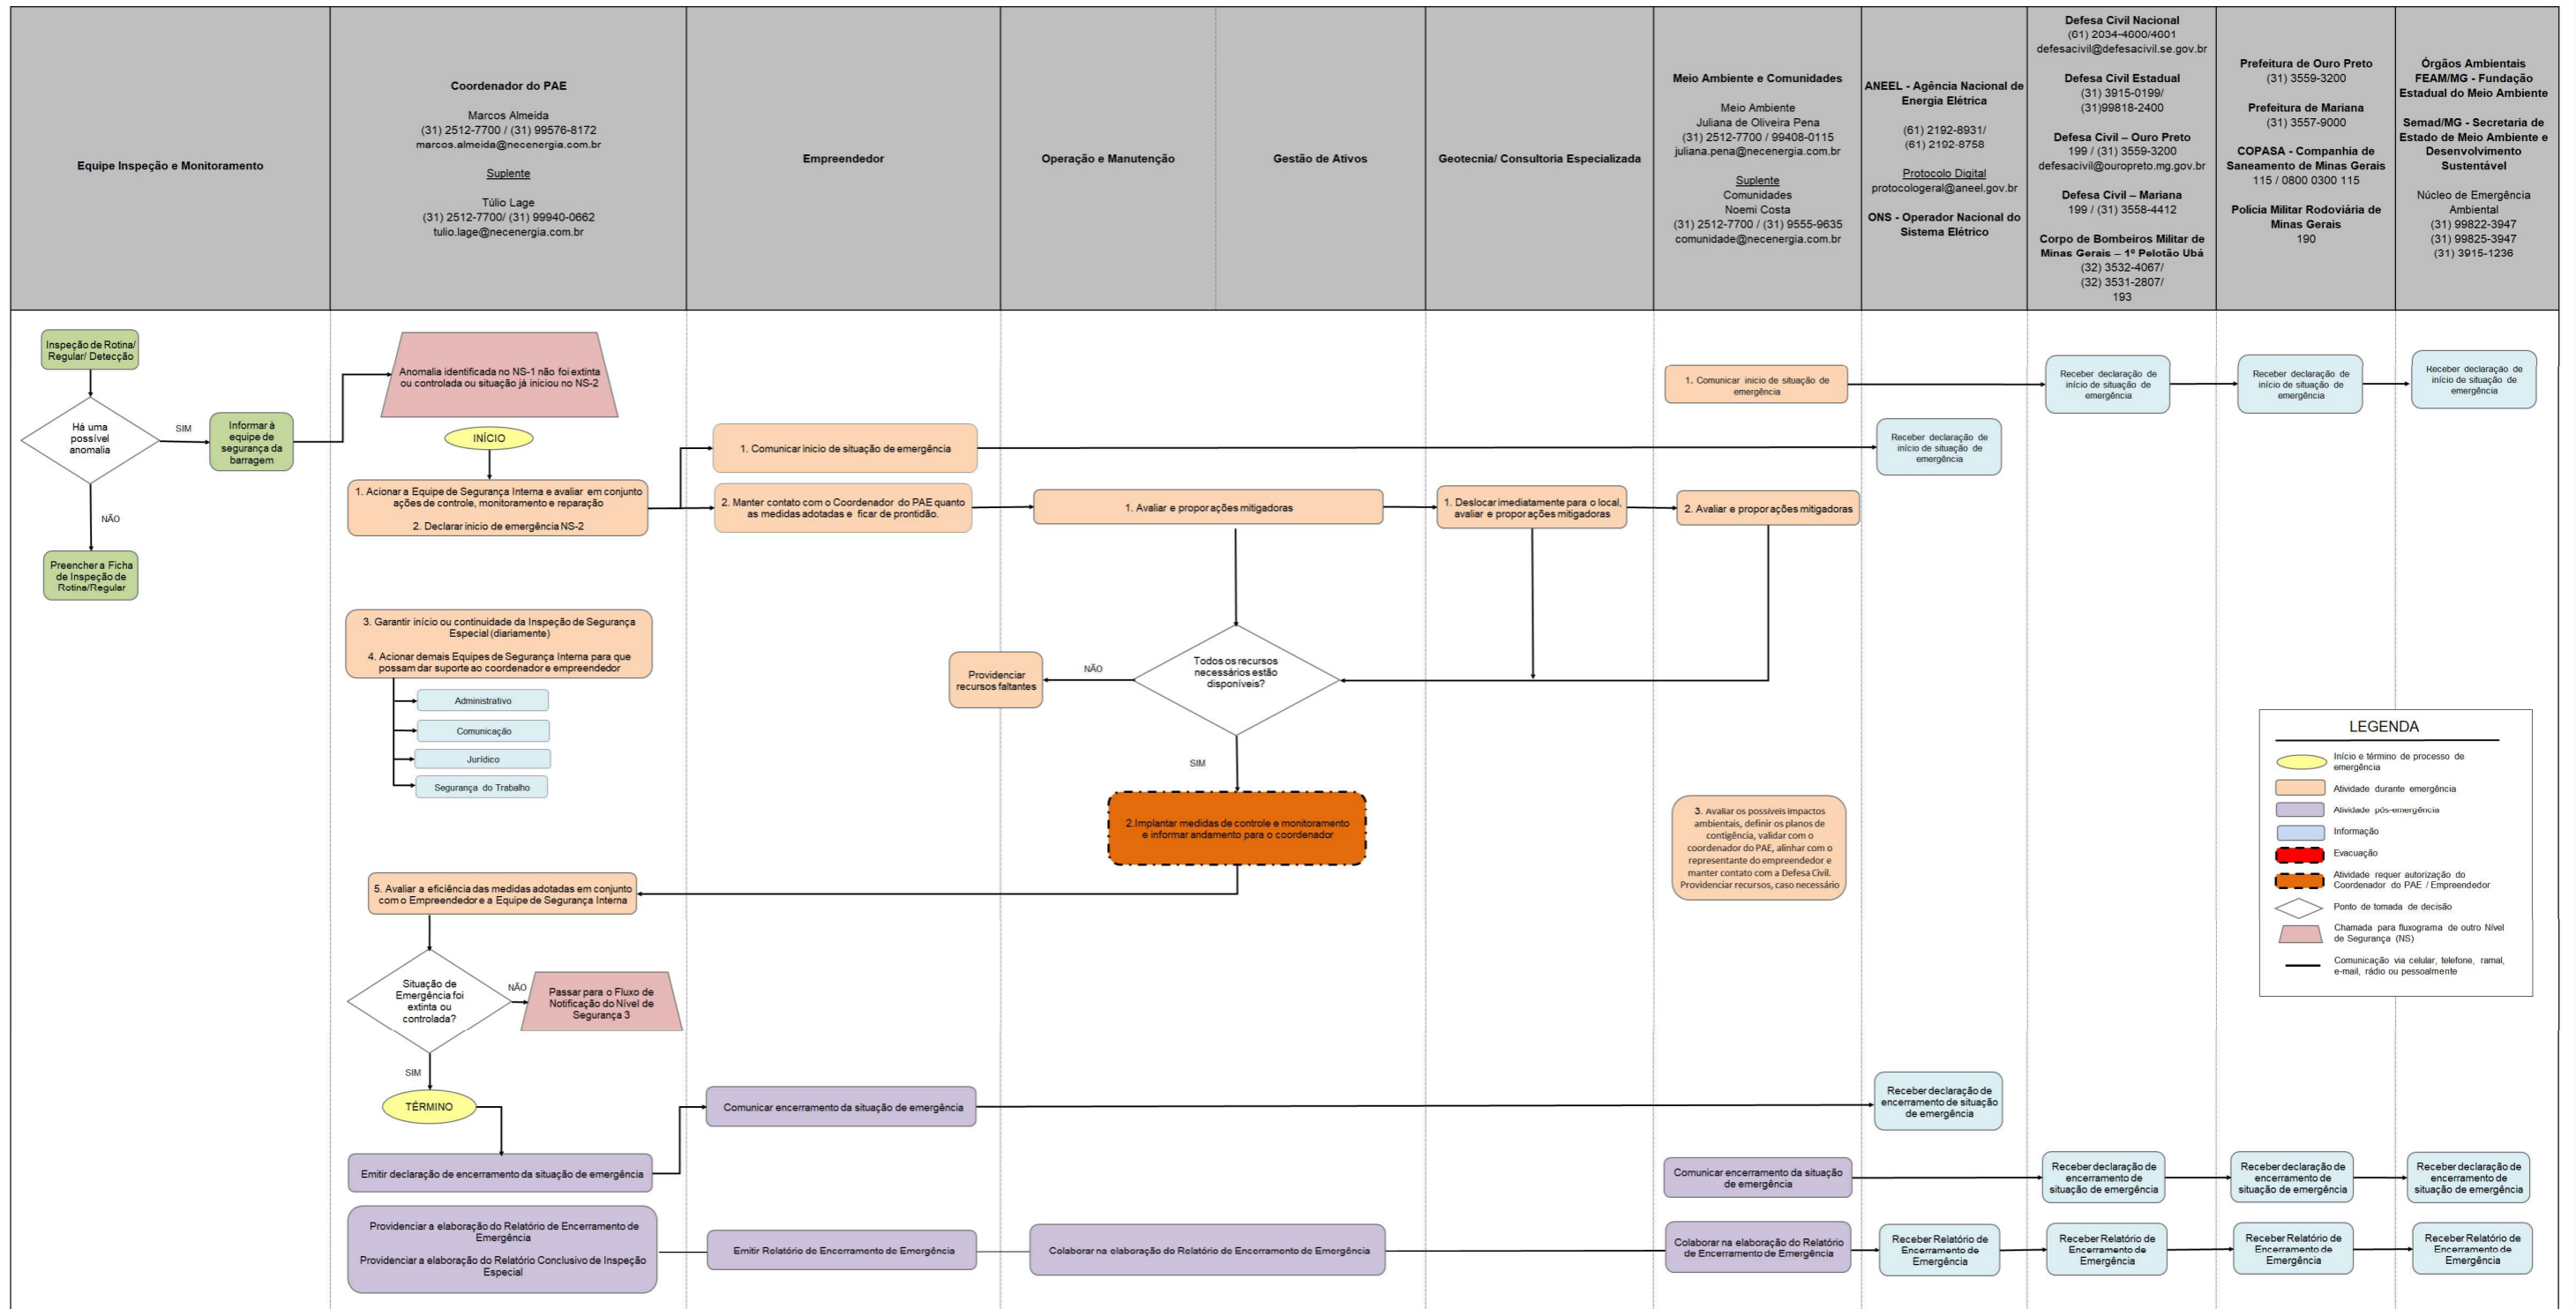 Equipe Inspeção e Monitoramento
Coordenador do PAE
Marcos Almeida
(31) 2512-7700 / (31) 99576-8172
marcos.almeida@necenergia.com.br
Suplente
Túlio Lage
(31) 2512-7700/ (31) 99940-0662
tulio.lage@necenergia.com.br
Empreendedor
Operação e Manutenção
Gestão de Ativos
Geotecnia/ Consultoria Especializada
Meio Ambiente e Comunidades
Meio Ambiente
Juliana de Oliveira Pena
(31) 2512-7700 / 99408-0115
juliana.pena@necenergia.com.br
Suplente
Comunidades
Noemi Costa
(31) 2512-7700 / (31) 9555-9635
comunidade@necenergia.com.br
ANEEL - Agência Nacional de
Energia Elétrica
(61) 2192-8931/
(61) 2192-8758
Protocolo Digital
protocologeral@aneel.gov.br
ONS - Operador Nacional do
Sistema Elétrico
Defesa Civil Nacional
(61) 2034-4600/4601
defesacivil@defesacivil.se.gov.br
Defesa Civil Estadual
(31) 3915-0199/
(31)99818-2400
Defesa Civil – Ouro Preto
199 / (31) 3559-3200
defesacivil@ouropreto.mg.gov.br
Defesa Civil – Mariana
199 / (31) 3558-4412
Corpo de Bombeiros Militar de
Minas Gerais – 1º Pelotão Ubá
(32) 3532-4067/
(32) 3531-2807/
193
Prefeitura de Ouro Preto
(31) 3559-3200
Prefeitura de Mariana
(31) 3557-9000
COPASA - Companhia de
Saneamento de Minas Gerais
115 / 0800 0300 115
Policia Militar Rodoviária de
Minas Gerais
190
Órgãos Ambientais
FEAM/MG - Fundação
Estadual do Meio Ambiente
Semad/MG - Secretaria de
Estado de Meio Ambiente e
Desenvolvimento
Sustentável
Núcleo de Emergência
Ambiental
(31) 99822-3947
(31) 99825-3947
(31) 3915-1236
Inspeção de Rotina/
Regular/ Detecção
Há uma
possível
anomalia
SIM
Informar à
equipe de
segurança da
barragem
NÃO
Preencher a Ficha
de Inspeção de
Rotina/Regular
Anomalia identificada no NS-1 não foi extinta
ou controlada ou situação já iniciou no NS-2
INÍCIO
1. Acionar a Equipe de Segurança Interna e avaliar em conjunto
ações de controle, monitoramento e reparação
2. Declarar inicio de emergência NS-2
1. Comunicar inicio de situação de emergência
2. Manter contato com o Coordenador do PAE quanto
as medidas adotadas e ficar de prontidão.
1. Avaliar e propor ações mitigadoras
1. Deslocar imediatamente para o local,
avaliar e propor ações mitigadoras
1. Comunicar inicio de situação de
emergência
2. Avaliar e propor ações mitigadoras
Receber declaração de
início de situação de
emergência
Receber declaração de
início de situação de
emergência
Receber declaração de
início de situação de
emergência
Receber declaração de
início de situação de
emergência
3. Garantir início ou continuidade da Inspeção de Segurança
Especial (diariamente)
4. Acionar demais Equipes de Segurança Interna para que
possam dar suporte ao coordenador e empreendedor
Administrativo
Comunicação
Jurídico
Segurança do Trabalho
Providenciar
recursos faltantes
NÃO
Todos os recursos
necessários estão
disponíveis?
SIM
2.Implantar medidas de controle e monitoramento
e informar andamento para o coordenador
3. Avaliar os possíveis impactos
ambientais, definir os planos de
contigência, validar com o
coordenador do PAE, alinhar com o
representante do empreendedor e
manter contato com a Defesa Civil.
Providenciar recursos, caso necessário
LEGENDA
Início e término de processo de
emergência
Atividade durante emergência
Atividade pós-emergência
Informação
Evacuação
Atividade requer autorização do
Coordenador do PAE / Empreendedor
Ponto de tomada de decisão
Chamada para fluxograma de outro Nível
de Segurança (NS)
Comunicação via celular, telefone, ramal,
e-mail, rádio ou pessoalmente
5. Avaliar a eficiência das medidas adotadas em conjunto
com o Empreendedor e a Equipe de Segurança Interna
Situação de
Emergência foi
extinta ou
controlada?
NÃO
Passar para o Fluxo de
Notificação do Nível de
Segurança 3
SIM
TÉRMINO
Comunicar encerramento da situação de emergência
Receber declaração de
encerramento de situação
de emergência
Emitir declaração de encerramento da situação de emergência
Comunicar encerramento da situação
de emergência
Receber declaração de
encerramento de
situação de emergência
Receber declaração de
encerramento de
situação de emergência
Receber declaração de
encerramento de
situação de emergência
Providenciar a elaboração do Relatório de Encerramento de
Emergência
Providenciar a elaboração do Relatório Conclusivo de Inspeção
Especial
Emitir Relatório de Encerramento de Emergência
Colaborar na elaboração do Relatório de Encerramento de Emergência
Colaborar na elaboração do Relatório
de Encerramento de Emergência
Receber Relatório de
Encerramento de
Emergência
Receber Relatório de
Encerramento de
Emergência
Receber Relatório de
Encerramento de
Emergência
Receber Relatório de
Encerramento de
Emergência